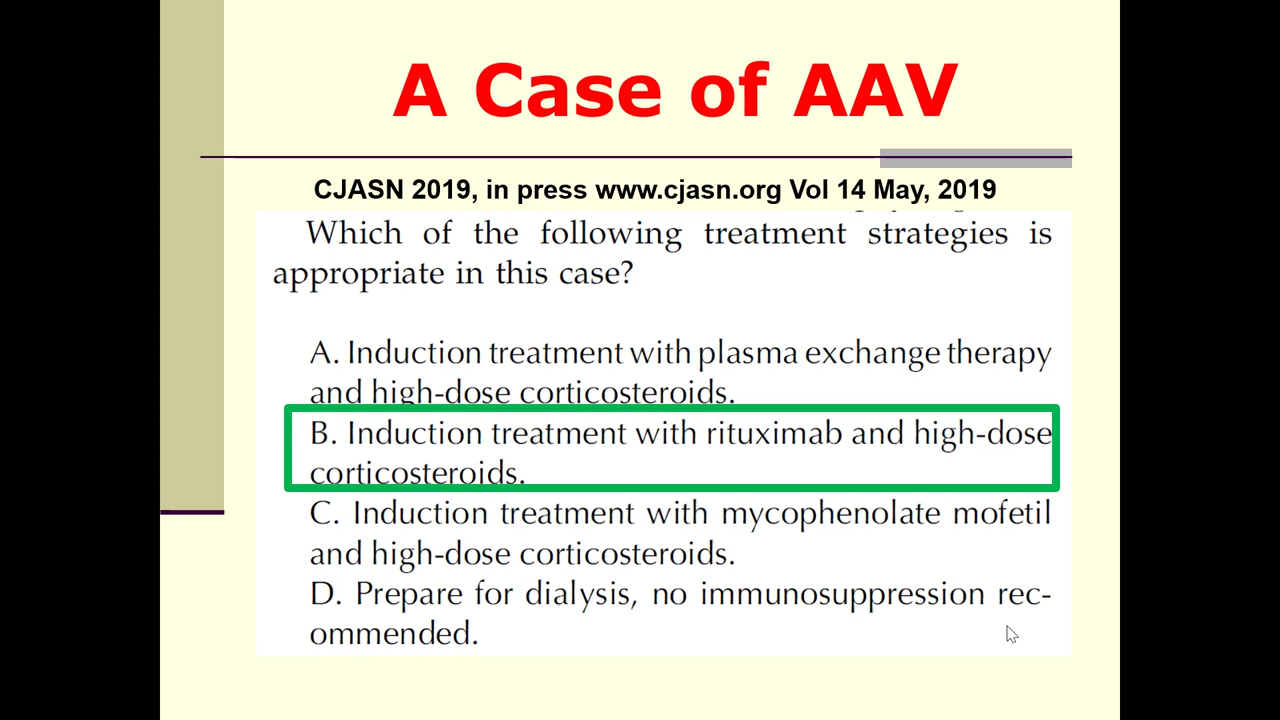 A Case of AAV
CJASN 2019, in press www.cjasn.org Vol 14 May, 2019
Which of the following treatment strategies is
appropriate in this case?
A. Induction treatment with plasma exchange therapy
and high-dose corticosteroids.
B. Induction treatment with rituximab and high-dose
corticosteroids.
C. Induction treatment with mycophenolate mofetil
and high-dose corticosteroids.
D. Prepare for dialysis, no immunosuppression rec-
ommended.